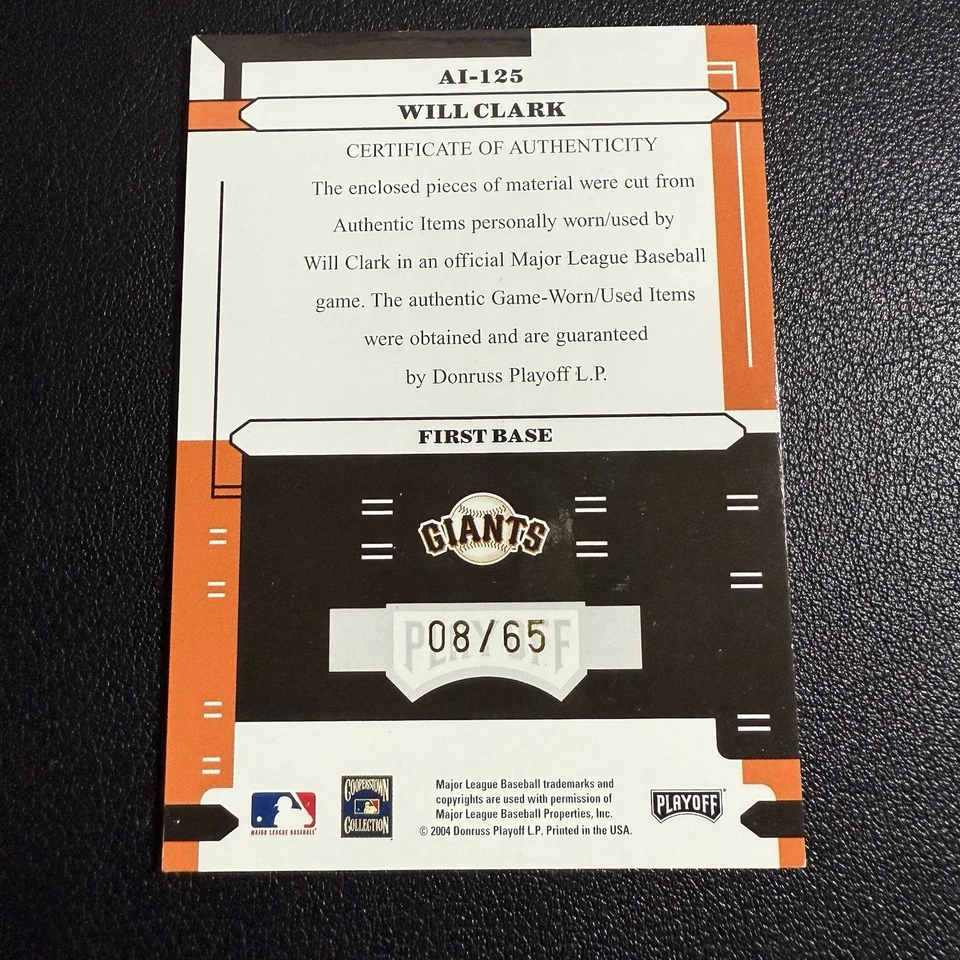 AI-125
WILL CLARK
CERTIFICATE OF AUTHENTICITY
The enclosed pieces of material were cut from
Authentic Items personally worn/used by
Will Clark in an official Major League Baseball
game. The authentic Game-Worn/Used Items
were obtained and are guaranteed
by Donruss Playoff L.P.
FIRST BASE
GIANTS
PLAYOFF
08/65
MAJOR LEAGUE BASEBALL
COOPERSTOWN
COLLECTION
Major League Baseball trademarks and
copyrights are used with permission of
Major League Baseball Properties, Inc.
© 2004 Donruss Playoff L.P. Printed in the USA.
PLAYOFF